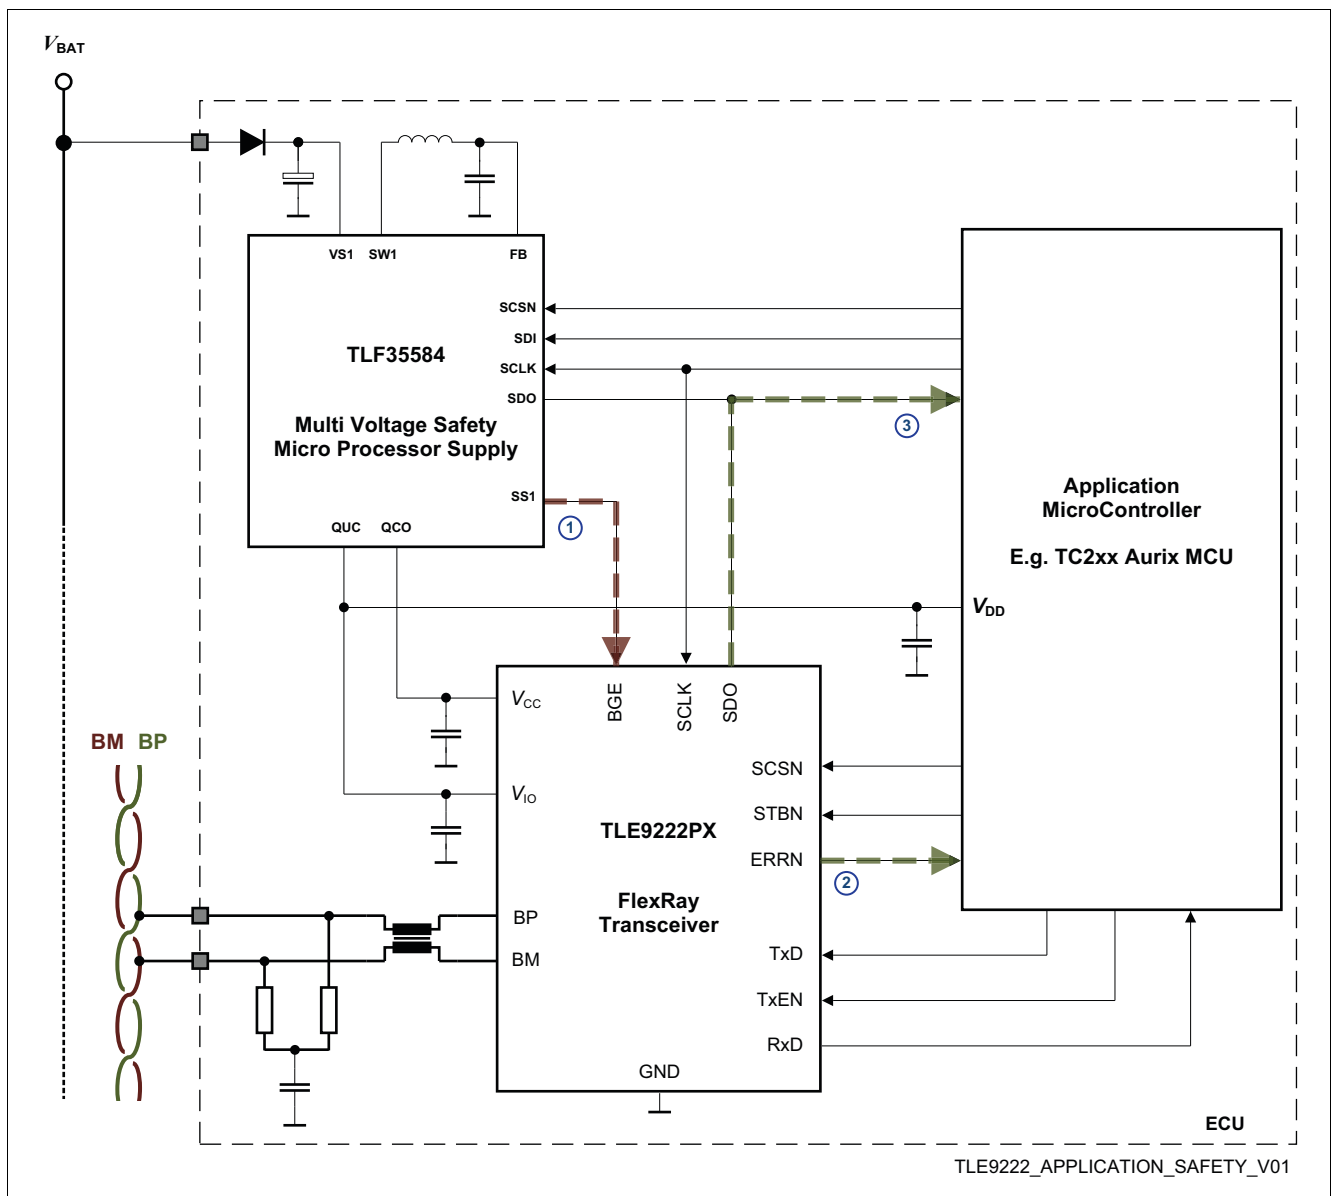 VBAT
VS1 SW1 FB
SCSN
SDI
TLF35584
SCLK
SDO
Multi Voltage Safety
Micro Processor Supply
3
SS1
1
QUC QCO
Application
MicroController
E.g. TC2xx Aurix MCU
VDD
BGE
SCLK
SDO
VCC
BM BP
SCSN
VIO
STBN
TLE9222PX
ERRN
2
FlexRay
Transceiver
BP
BM
TxD
TxEN
RxD
GND
ECU
TLE9222_APPLICATION_SAFETY_V01